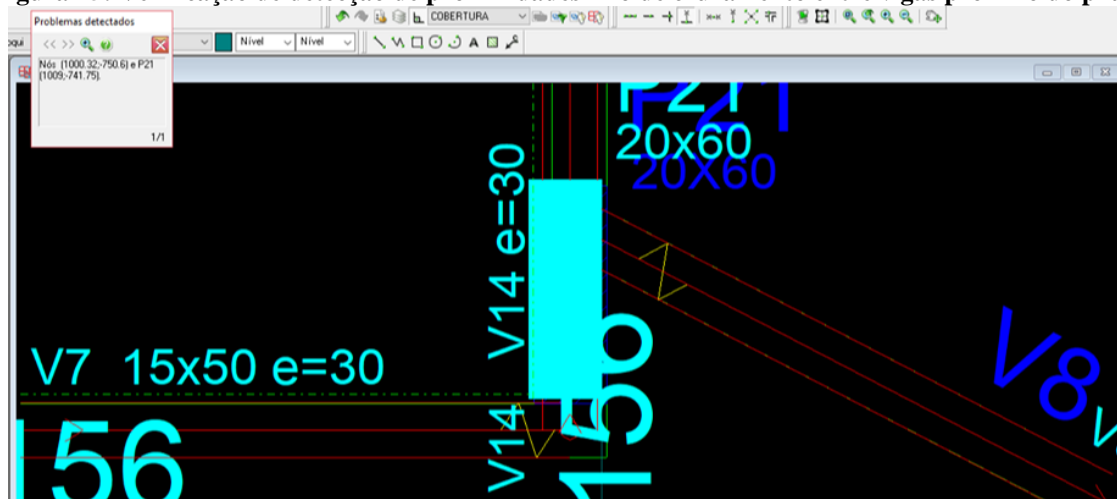 Problemas detectados
<< >>
Nós (1000.32;-750.6) e P21
(1009;-741.75).
1/1
COBERTURA
Nível
Nível
P21
P21
20x60
20X60
V14 e=30
V7 15x50 e=30
V14
V8
156
156